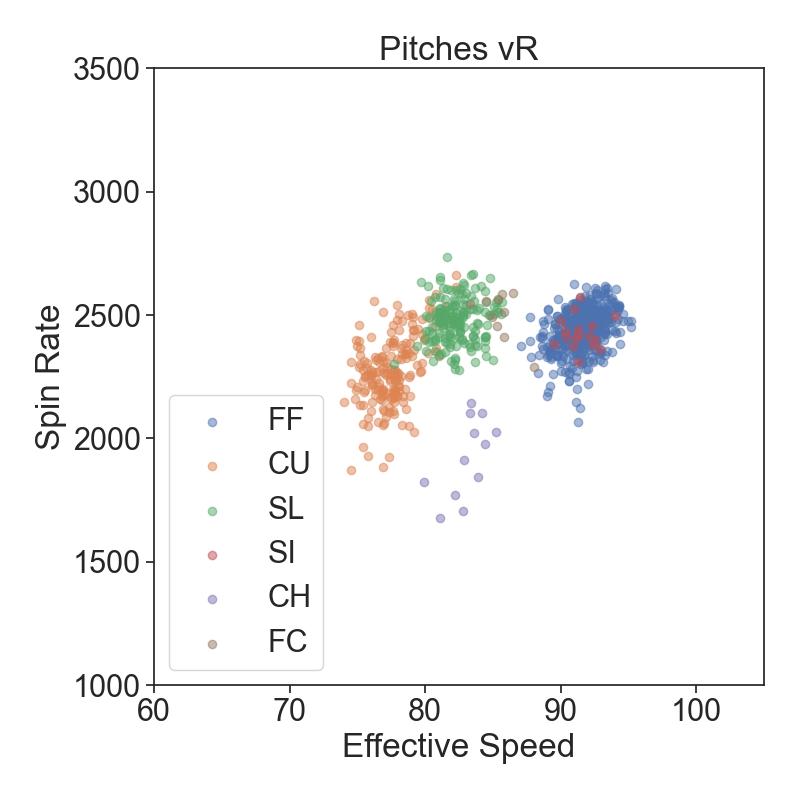 Pitches vR
3500
3000
2500
2000
1500
1000
Spin Rate
FF
CU
SL
SI
CH
FC
60 70 80 90 100
Effective Speed